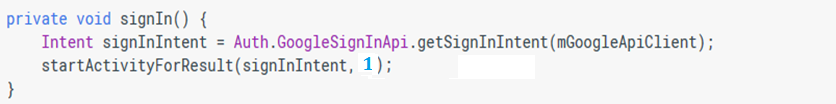 private void signIn() {
    Intent signInIntent = Auth.GoogleSignInApi.getSignInIntent(mGoogleApiClient);
    startActivityForResult(signInIntent, 1);
}